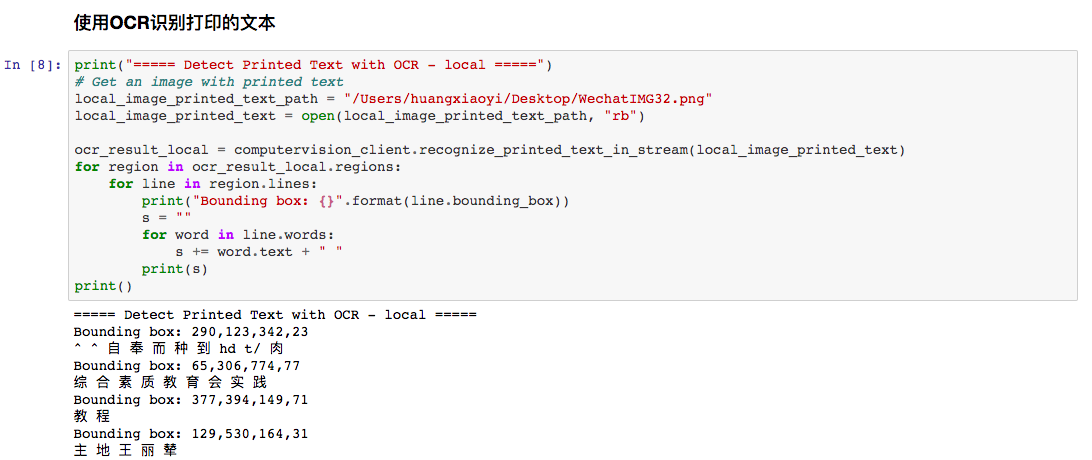 使用OCR识别打印的文本
In [8]: print("===== Detect Printed Text with OCR - local =====")
# Get an image with printed text
local_image_printed_text_path = "/Users/huangxiaoyi/Desktop/WechatIMG32.png"
local_image_printed_text = open(local_image_printed_text_path, "rb")

ocr_result_local = computervision_client.recognize_printed_text_in_stream(local_image_printed_text)
for region in ocr_result_local.regions:
    for line in region.lines:
        print("Bounding box: {}".format(line.bounding_box))
        s = ""
        for word in line.words:
            s += word.text + " "
        print(s)
print()
===== Detect Printed Text with OCR - local =====
Bounding box: 290,123,342,23
^ ^ 自 奉 而 种 到 hd t/ 肉
Bounding box: 65,306,774,77
综 合 素 质 教 育 会 实 践
Bounding box: 377,394,149,71
教 程
Bounding box: 129,530,164,31
主 地 王 丽 辇